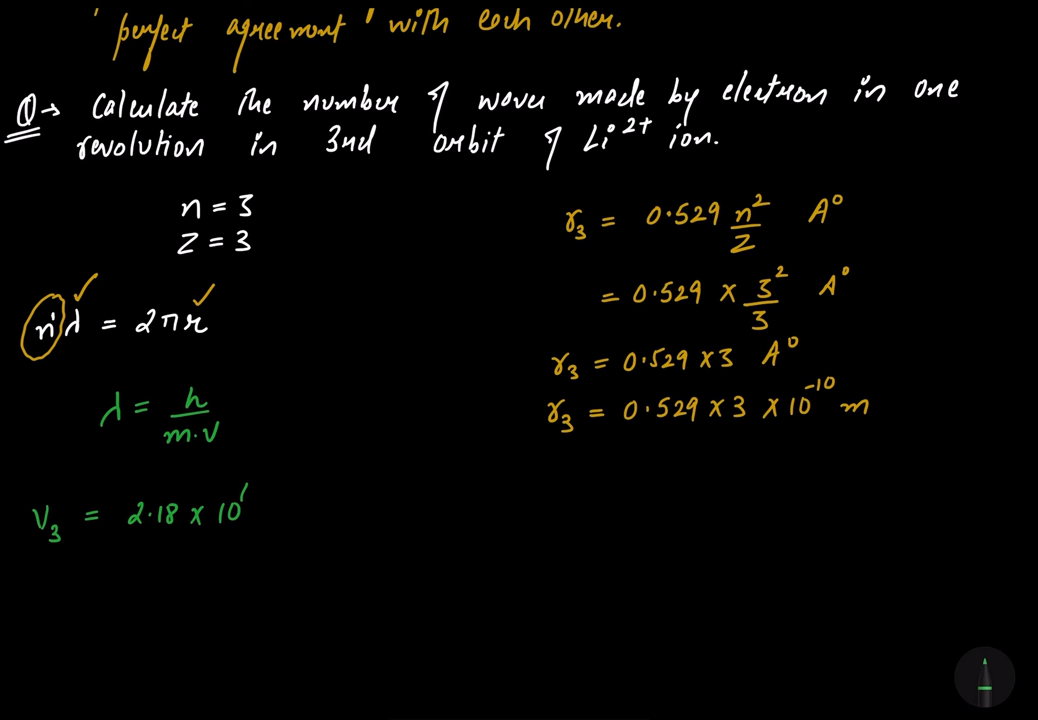 ' perfect agreement ' with each other.
Q→ Calculate the number of waves made by electron in one
revolution in 3rd orbit of Li²⁺ ion.
n = 3
Z = 3
n'λ = 2πr
λ = h / m.v
V₃ = 2.18 × 10
r₃ = 0.529 n²/Z A°
= 0.529 × 3²/3 A°
r₃ = 0.529 × 3 A°
r₃ = 0.529 × 3 × 10⁻¹⁰ m